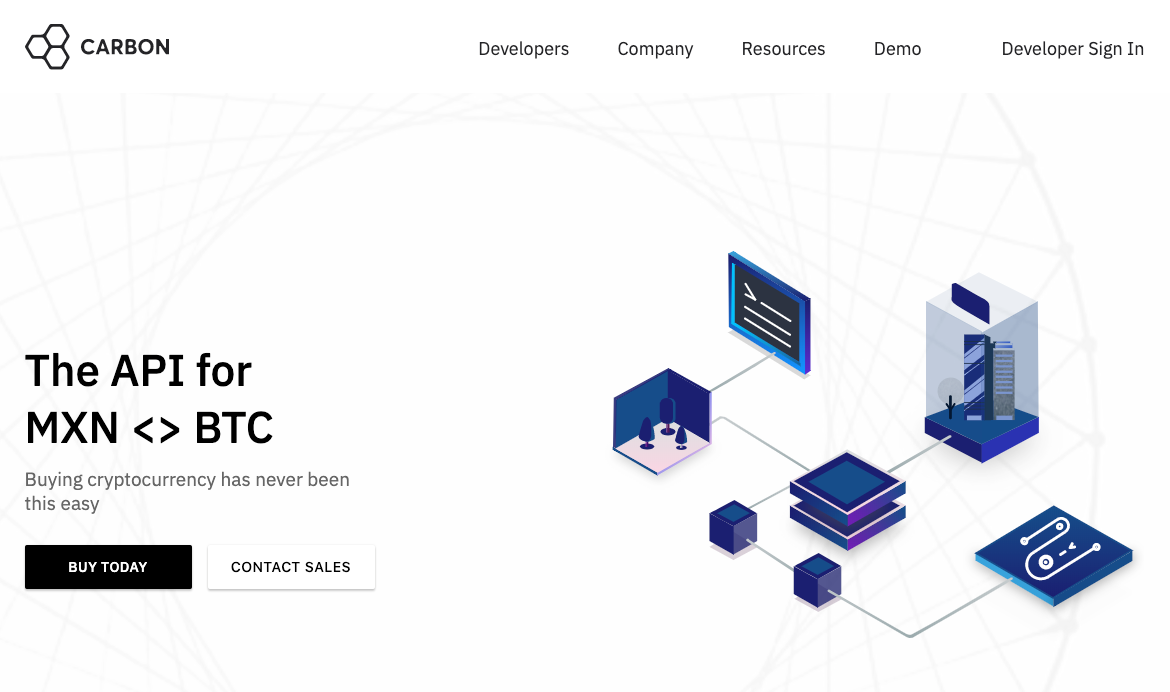 CARBON
Developers
Company
Resources
Demo
Developer Sign In
The API for
MXN <> BTC
Buying cryptocurrency has never been
this easy
BUY TODAY
CONTACT SALES